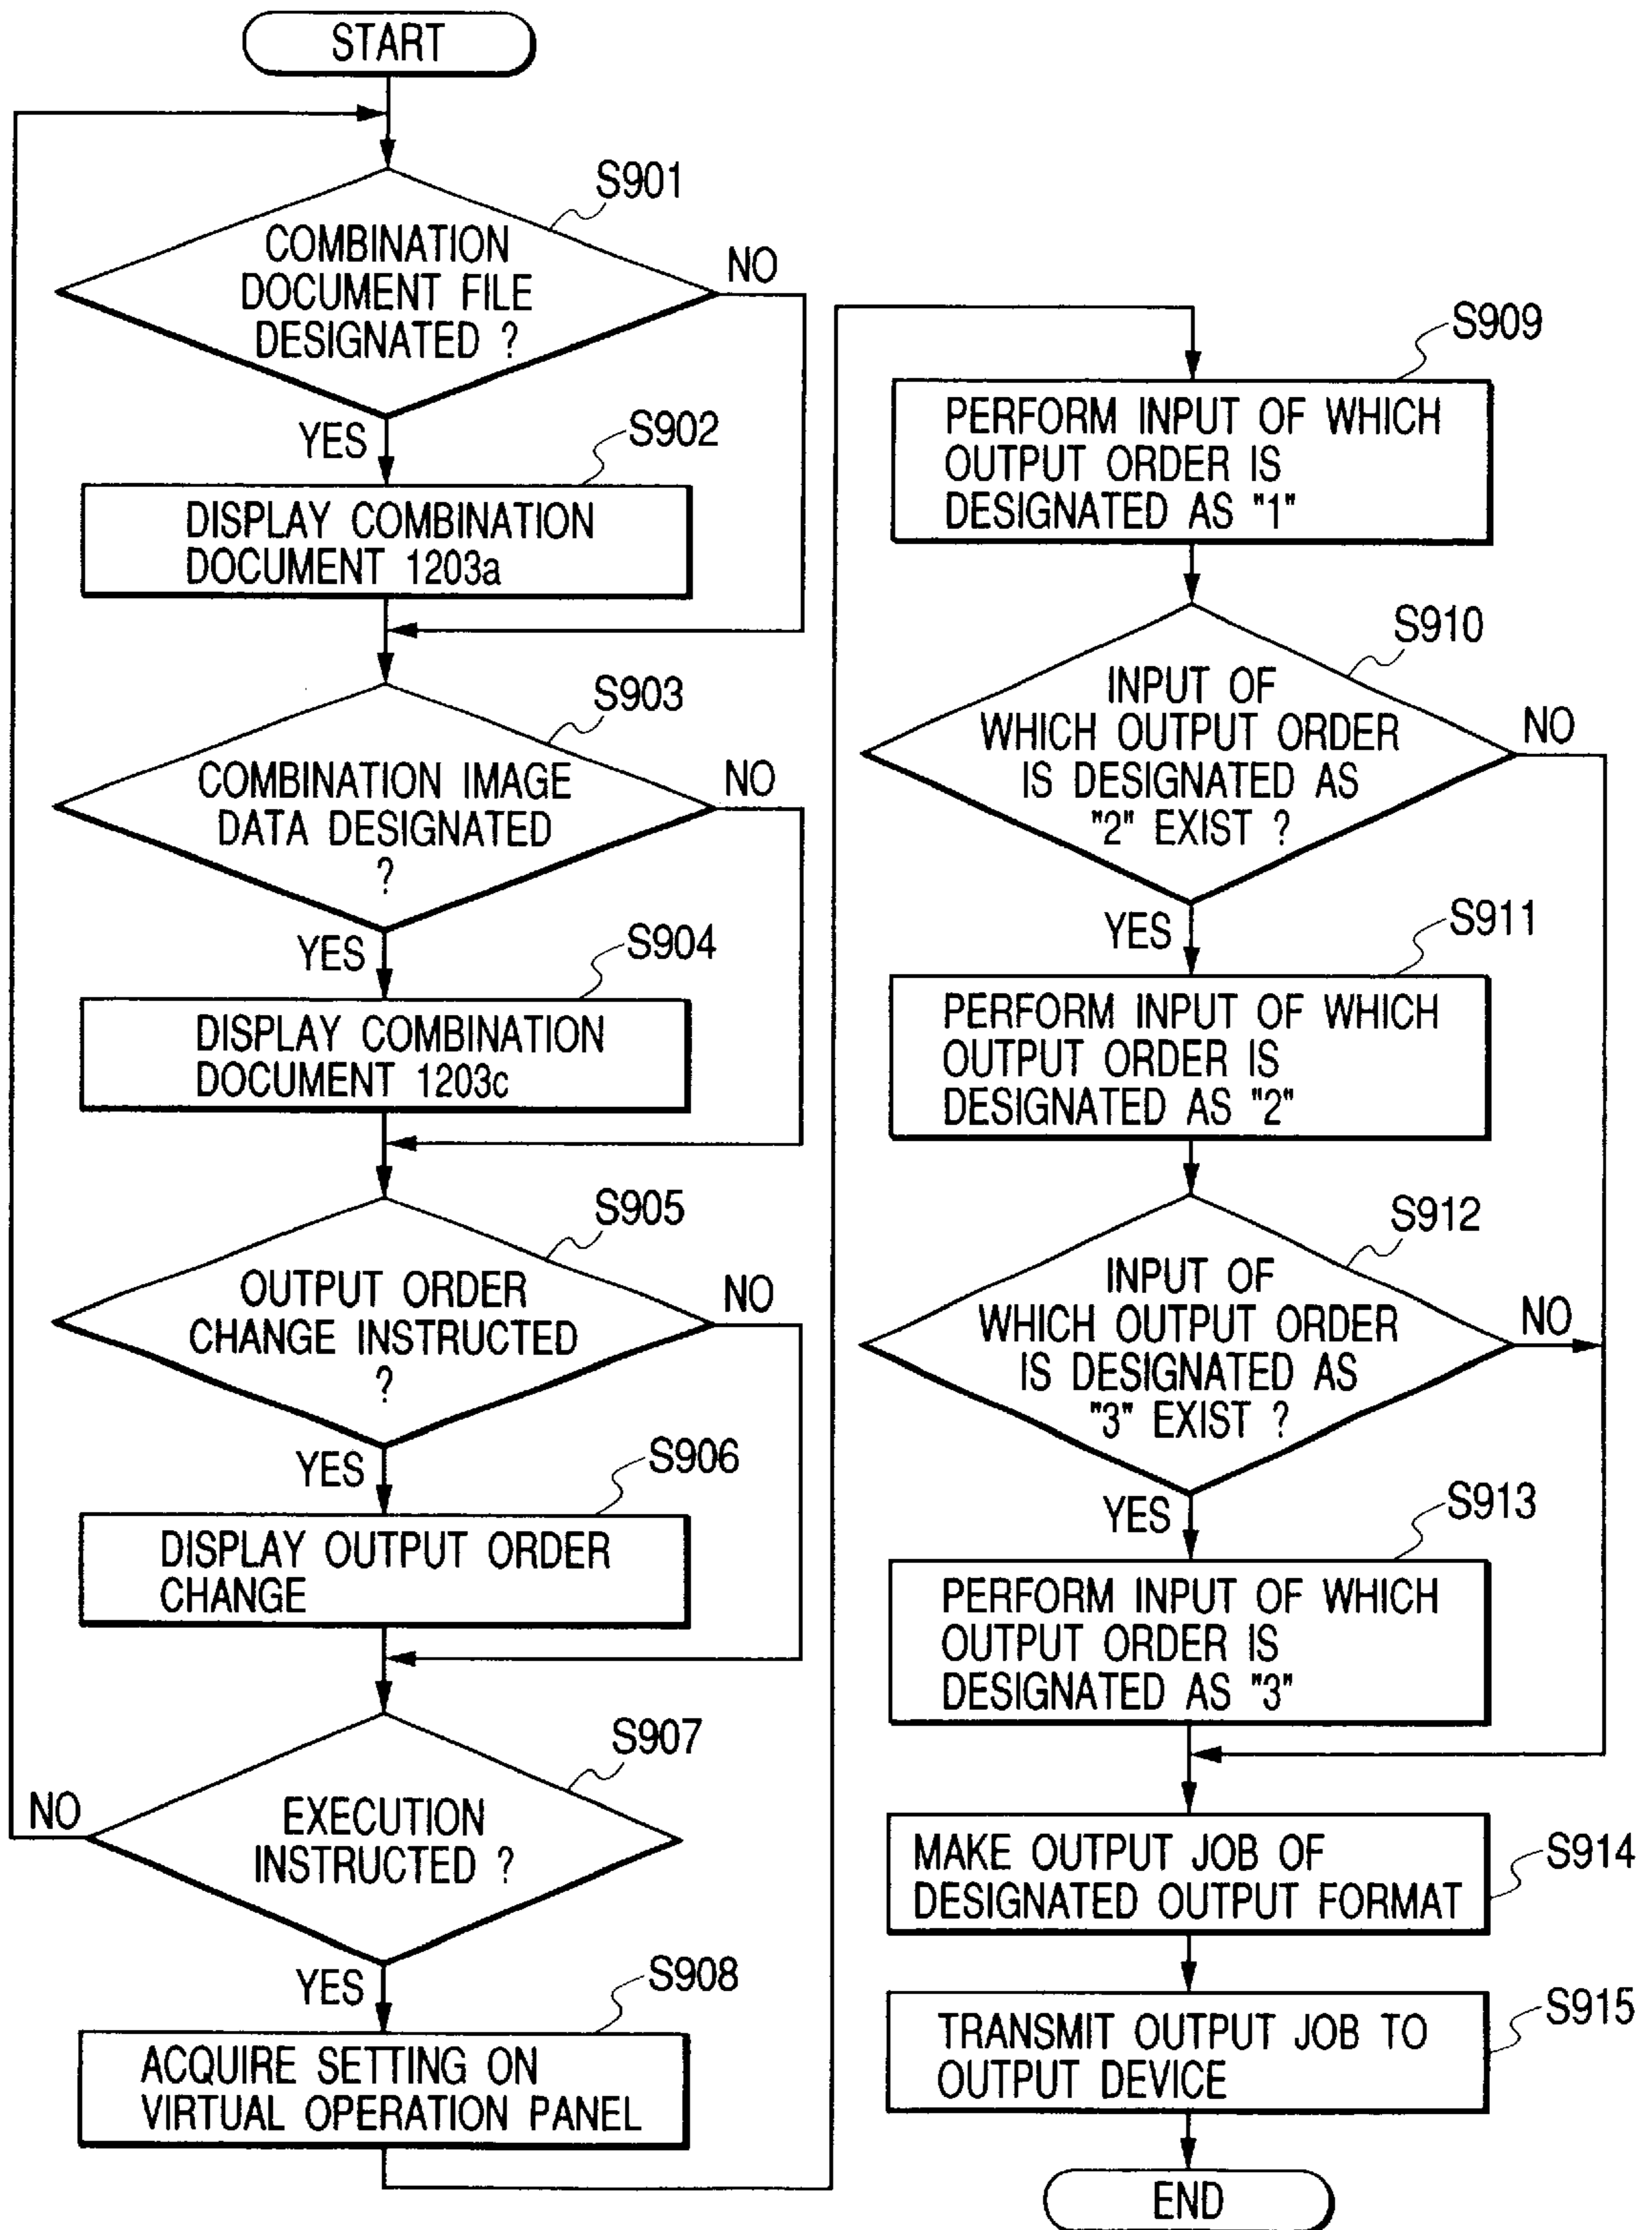 START
S901
COMBINATION
DOCUMENT FILE
DESIGNATED ?
NO
YES
S902
DISPLAY COMBINATION
DOCUMENT 1203a
S903
COMBINATION IMAGE
DATA DESIGNATED
?
NO
YES
S904
DISPLAY COMBINATION
DOCUMENT 1203c
S905
OUTPUT ORDER
CHANGE INSTRUCTED
?
NO
YES
S906
DISPLAY OUTPUT ORDER
CHANGE
S907
EXECUTION
INSTRUCTED ?
NO
YES
S908
ACQUIRE SETTING ON
VIRTUAL OPERATION PANEL
S909
PERFORM INPUT OF WHICH
OUTPUT ORDER IS
DESIGNATED AS "1"
S910
INPUT OF
WHICH OUTPUT ORDER
IS DESIGNATED AS
"2" EXIST ?
NO
YES
S911
PERFORM INPUT OF WHICH
OUTPUT ORDER IS
DESIGNATED AS "2"
S912
INPUT OF
WHICH OUTPUT ORDER
IS DESIGNATED AS
"3" EXIST ?
NO
YES
S913
PERFORM INPUT OF WHICH
OUTPUT ORDER IS
DESIGNATED AS "3"
S914
MAKE OUTPUT JOB OF
DESIGNATED OUTPUT FORMAT
S915
TRANSMIT OUTPUT JOB TO
OUTPUT DEVICE
END